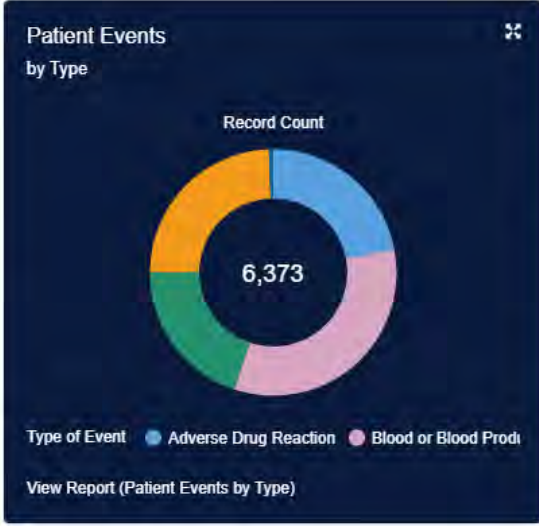 Patient Events
by Type
Record Count
6,373
Type of Event Adverse Drug Reaction Blood or Blood
View Report (Patient Events by Type)